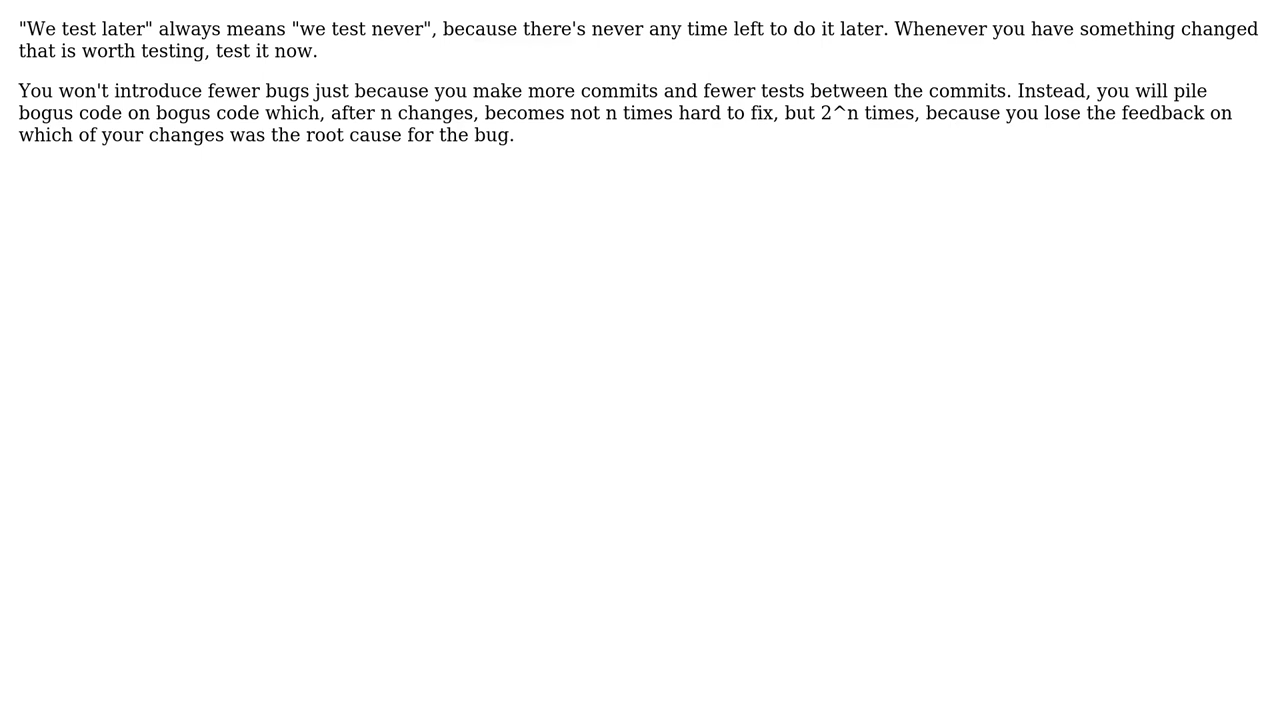 "We test later" always means "we test never", because there's never any time left to do it later. Whenever you have something changed
that is worth testing, test it now.
You won't introduce fewer bugs just because you make more commits and fewer tests between the commits. Instead, you will pile
bogus code on bogus code which, after n changes, becomes not n times hard to fix, but 2^n times, because you lose the feedback on
which of your changes was the root cause for the bug.